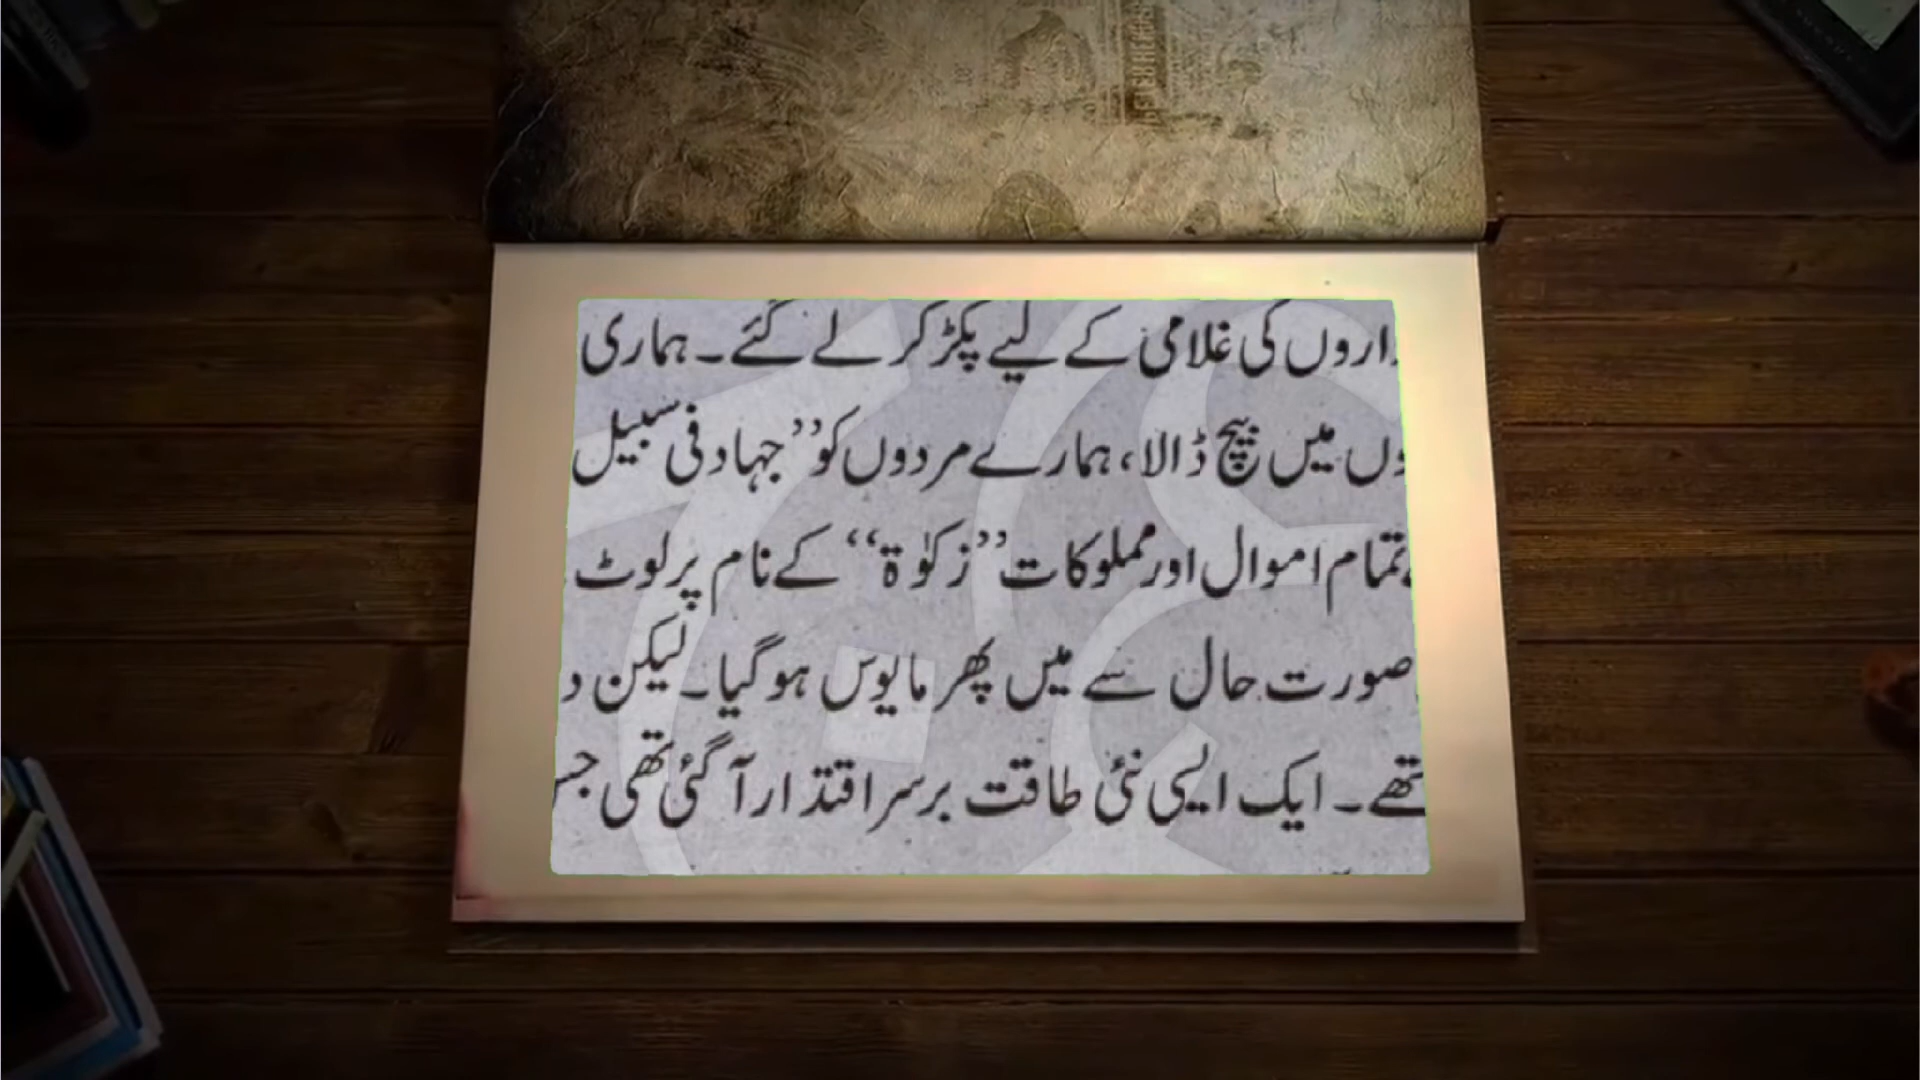 داروں کی غلامی کے لیے پکڑ کر لے گئے۔ ہماری
وں میں بیچ ڈالا، ہمارے مردوں کو ’’جہاد فی سبیل
تمام اموال اور مملوکات ’’زکوٰۃ‘‘ کے نام پر لوٹ
صورت حال سے میں پھر مایوس ہو گیا۔ لیکن د
تھے۔ ایک ایسی نئی طاقت برسر اقتدار آ گئی تھی جس